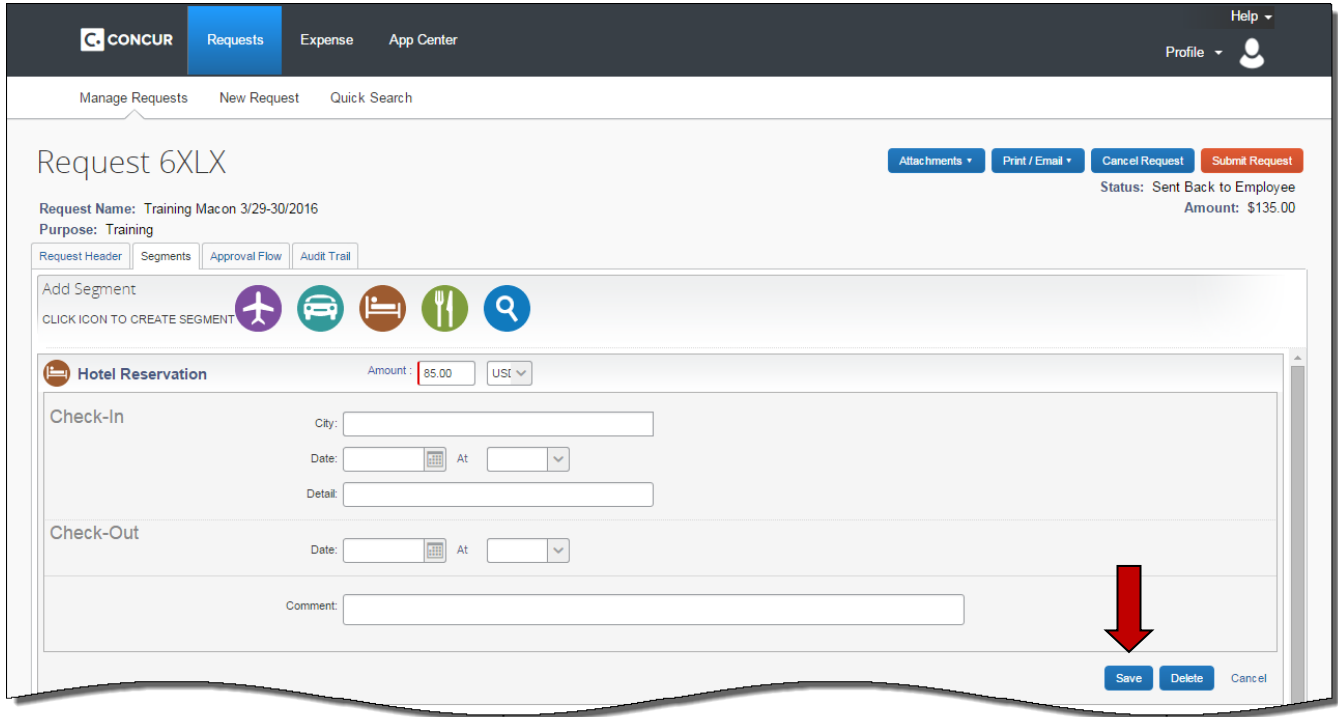 Help
C. CONCUR Requests Expense App Center
Profile
Manage Requests New Request Quick Search
Request 6XLX
Attachments Print / Email Cancel Request Submit Request
Status: Sent Back to Employee
Request Name: Training Macon 3/29-30/2016
Amount: $135.00
Purpose: Training
Request Header Segments Approval Flow Audit Trail
Add Segment
CLICK ICON TO CREATE SEGMENT
Hotel Reservation Amount : 85.00 USD
Check-In
City:
Date: At
Detail:
Check-Out
Date: At
Comment:
Save Delete Cancel